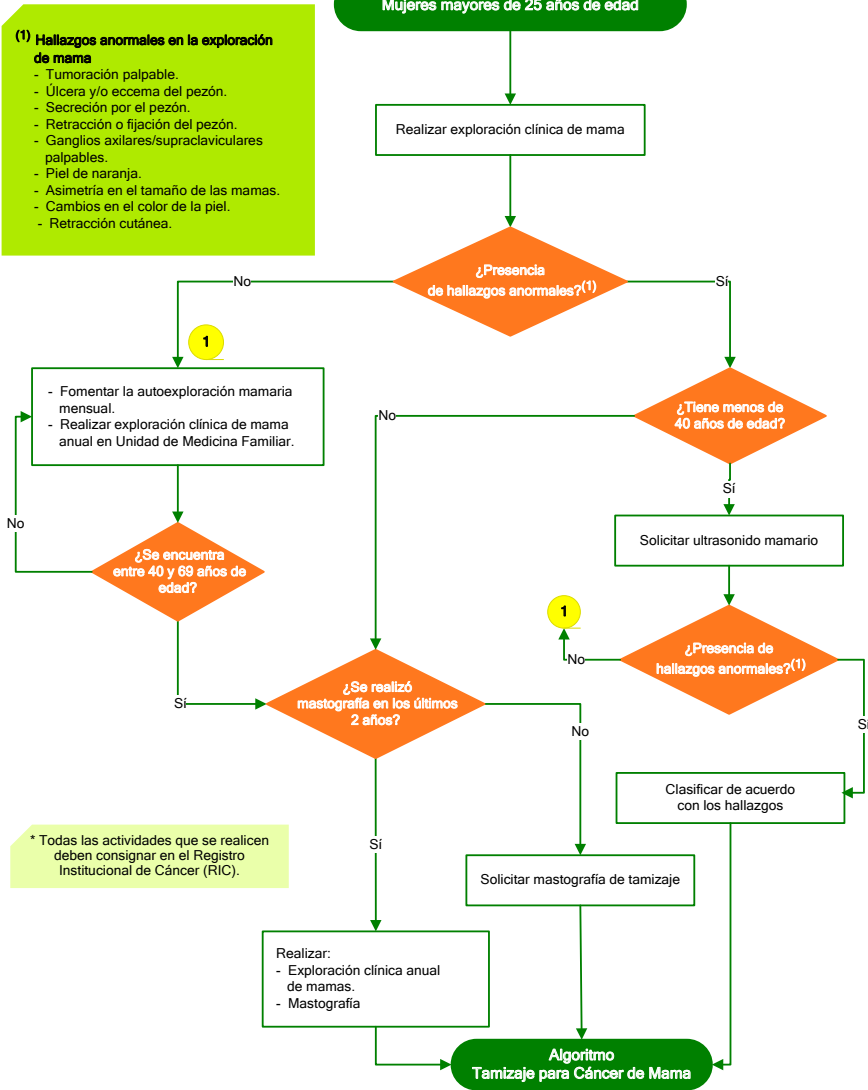 Mujeres mayores de 25 años de edad
(1) Hallazgos anormales en la exploración
de mama
- Tumoración palpable.
- Úlcera y/o eccema del pezón.
- Secreción por el pezón.
- Retracción o fijación del pezón.
- Ganglios axilares/supraclaviculares
palpables.
- Piel de naranja.
- Asimetría en el tamaño de las mamas.
- Cambios en el color de la piel.
- Retracción cutánea.
Realizar exploración clínica de mama
¿Presencia
de hallazgos anormales?(1)
No
Sí
1
- Fomentar la autoexploración mamaria
mensual.
- Realizar exploración clínica de mama
anual en Unidad de Medicina Familiar.
¿Tiene menos de
40 años de edad?
No
Sí
Solicitar ultrasonido mamario
No
¿Se encuentra
entre 40 y 69 años de
edad?
Sí
1
¿Presencia de
hallazgos anormales?(1)
No
Sí
¿Se realizó
mastografía en los últimos
2 años?
No
Sí
Clasificar de acuerdo
con los hallazgos
* Todas las actividades que se realicen
deben consignar en el Registro
Institucional de Cáncer (RIC).
Solicitar mastografía de tamizaje
Realizar:
- Exploración clínica anual
de mamas.
- Mastografía
Algoritmo
Tamizaje para Cáncer de Mama